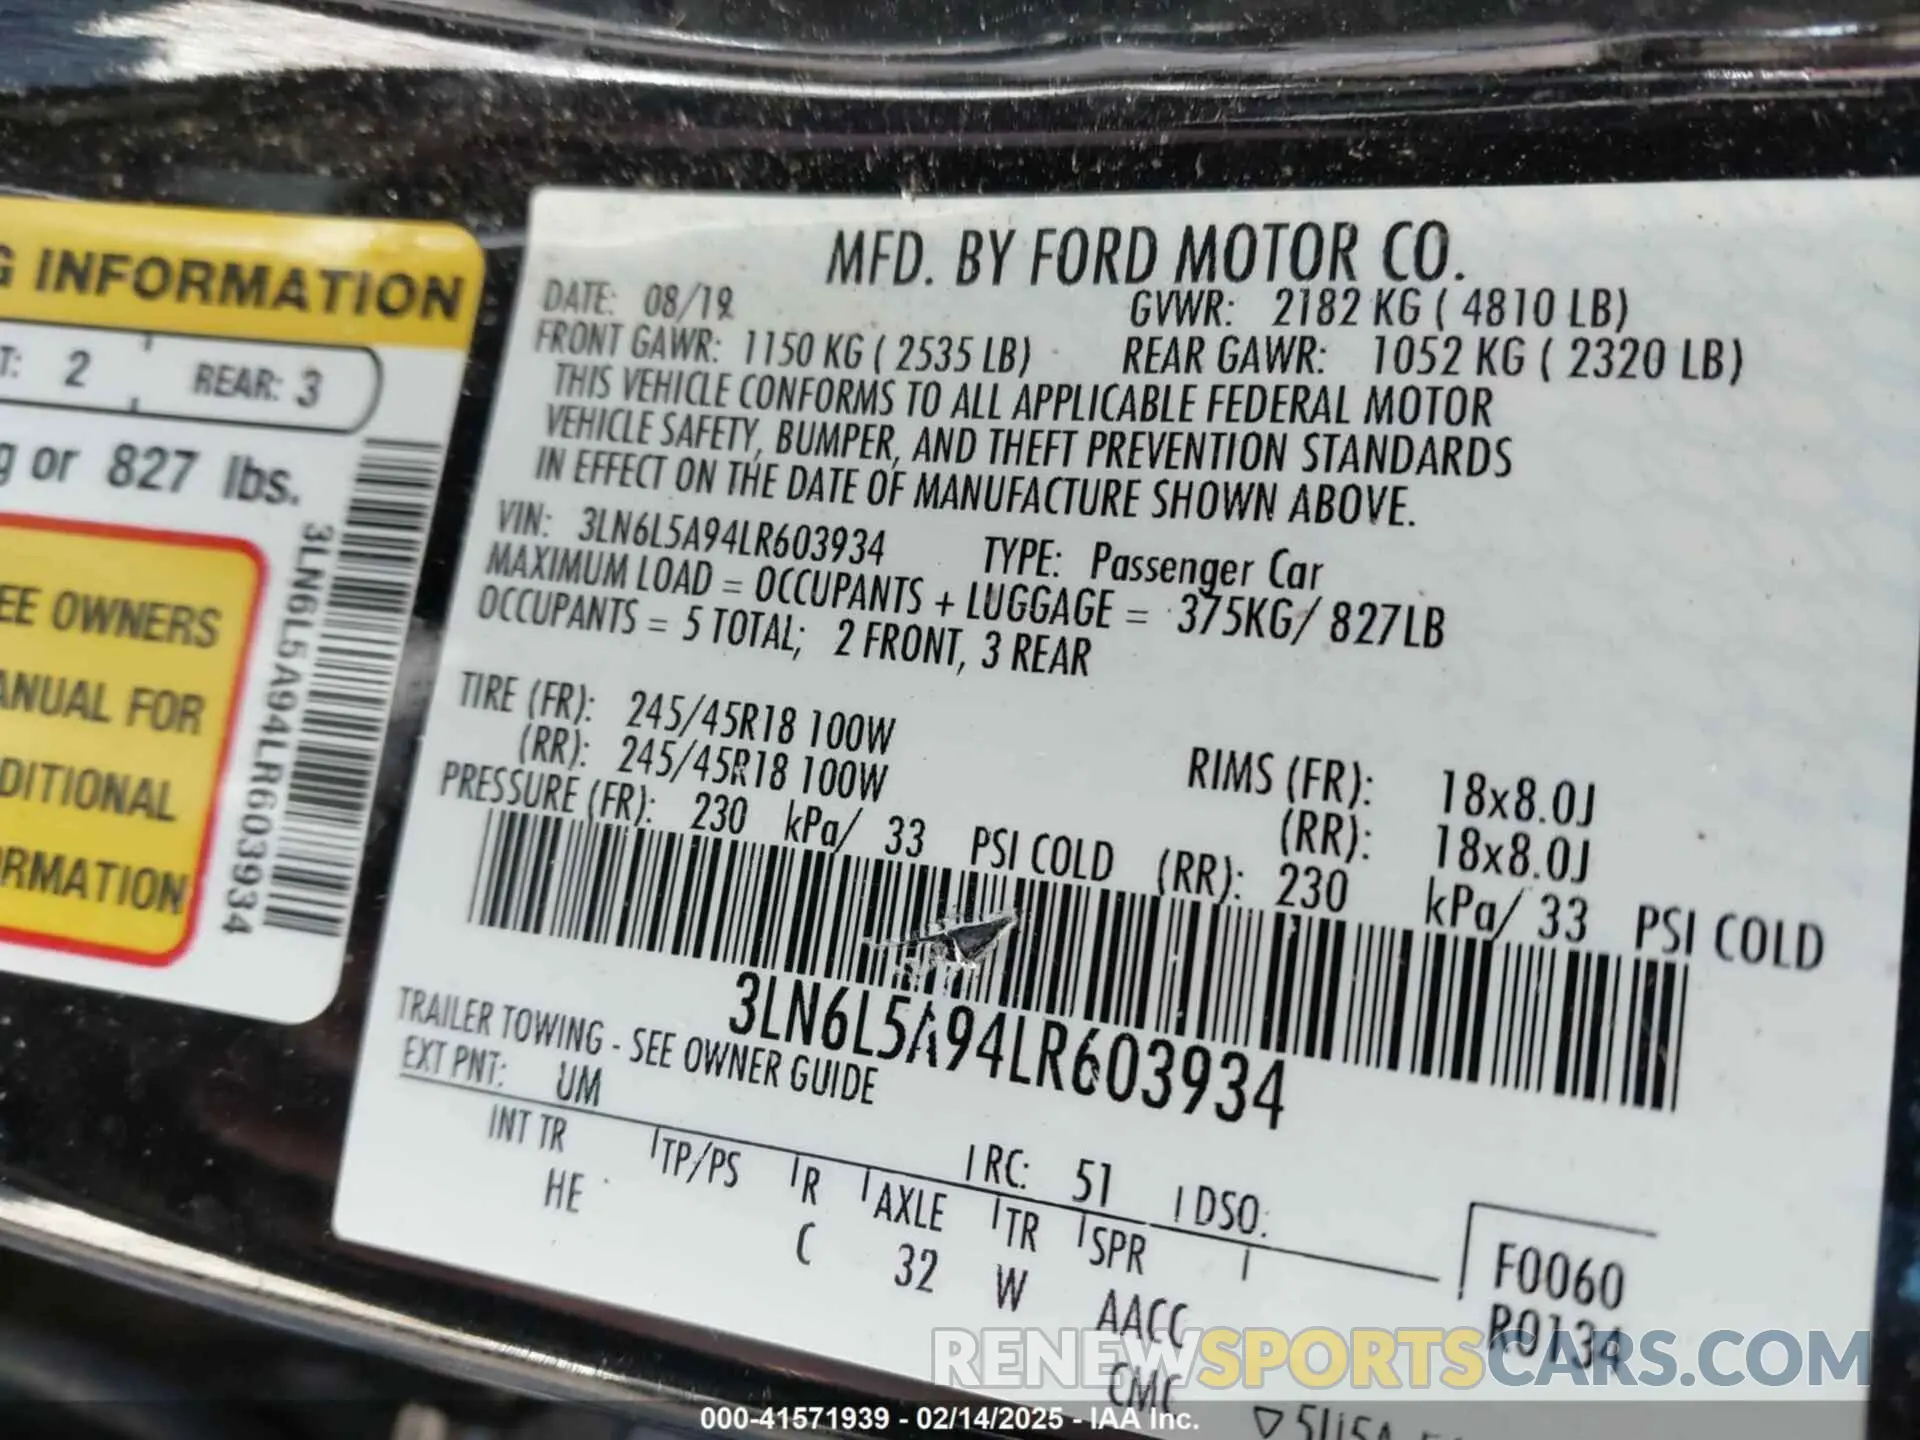 G INFORMATION
T: 2 REAR: 3
g or 827 lbs.
3LN6L5A94LR603934
EE OWNERS
ANUAL FOR
DITIONAL
RMATION
MFD. BY FORD MOTOR CO.
DATE: 08/19 GVWR: 2182 KG ( 4810 LB)
FRONT GAWR: 1150 KG ( 2535 LB) REAR GAWR: 1052 KG ( 2320 LB)
THIS VEHICLE CONFORMS TO ALL APPLICABLE FEDERAL MOTOR
VEHICLE SAFETY, BUMPER, AND THEFT PREVENTION STANDARDS
IN EFFECT ON THE DATE OF MANUFACTURE SHOWN ABOVE.
VIN: 3LN6L5A94LR603934 TYPE: Passenger Car
MAXIMUM LOAD = OCCUPANTS + LUGGAGE = 375KG/ 827LB
OCCUPANTS = 5 TOTAL; 2 FRONT, 3 REAR
TIRE (FR): 245/45R18 100W RIMS (FR): 18x8.0J
(RR): 245/45R18 100W (RR): 18x8.0J
PRESSURE (FR): 230 kPa/ 33 PSI COLD (RR): 230 kPa/ 33 PSI COLD
3LN6L5A94LR603934
TRAILER TOWING - SEE OWNER GUIDE
EXT PNT: UM RC: 51 DSO:
INT TR TP/PS R AXLE TR SPR
HE C 32 W AACC
CMC
F0060
R0134
RENEWSPORTSCARS.COM
000-41571939 - 02/14/2025 - IAA Inc.